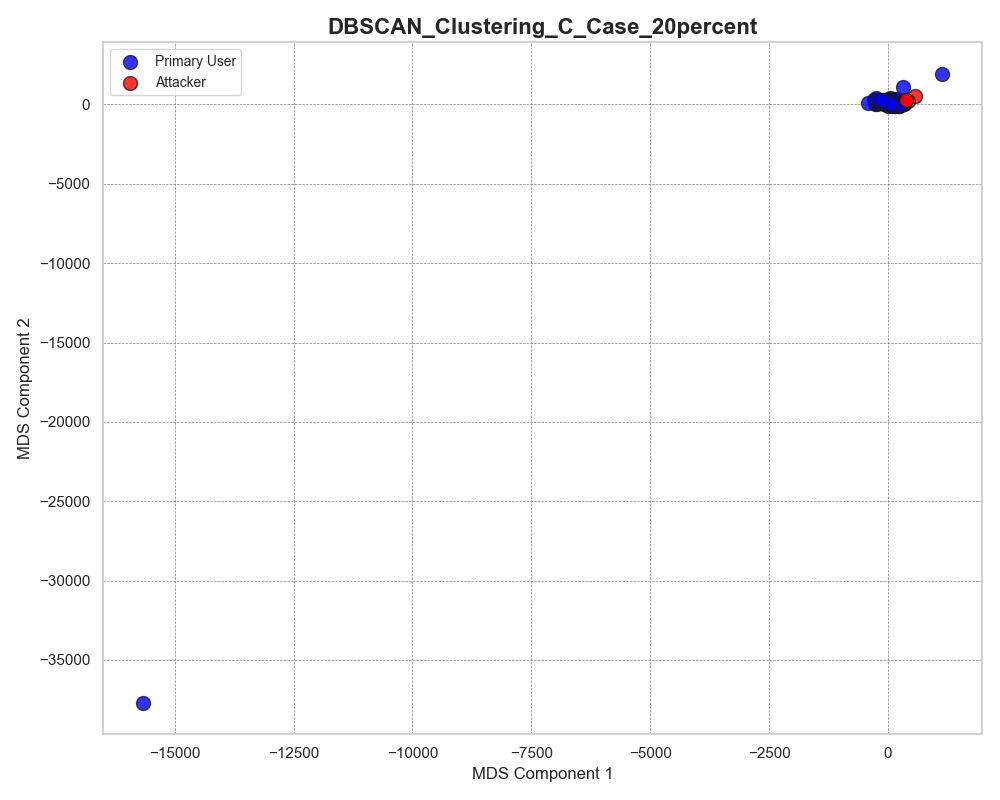 DBSCAN_Clustering_C_Case_20percent
Primary User
Attacker
0
−5000
−10000
−15000
−20000
−25000
−30000
−35000
MDS Component 2
−15000 −12500 −10000 −7500 −5000 −2500 0
MDS Component 1